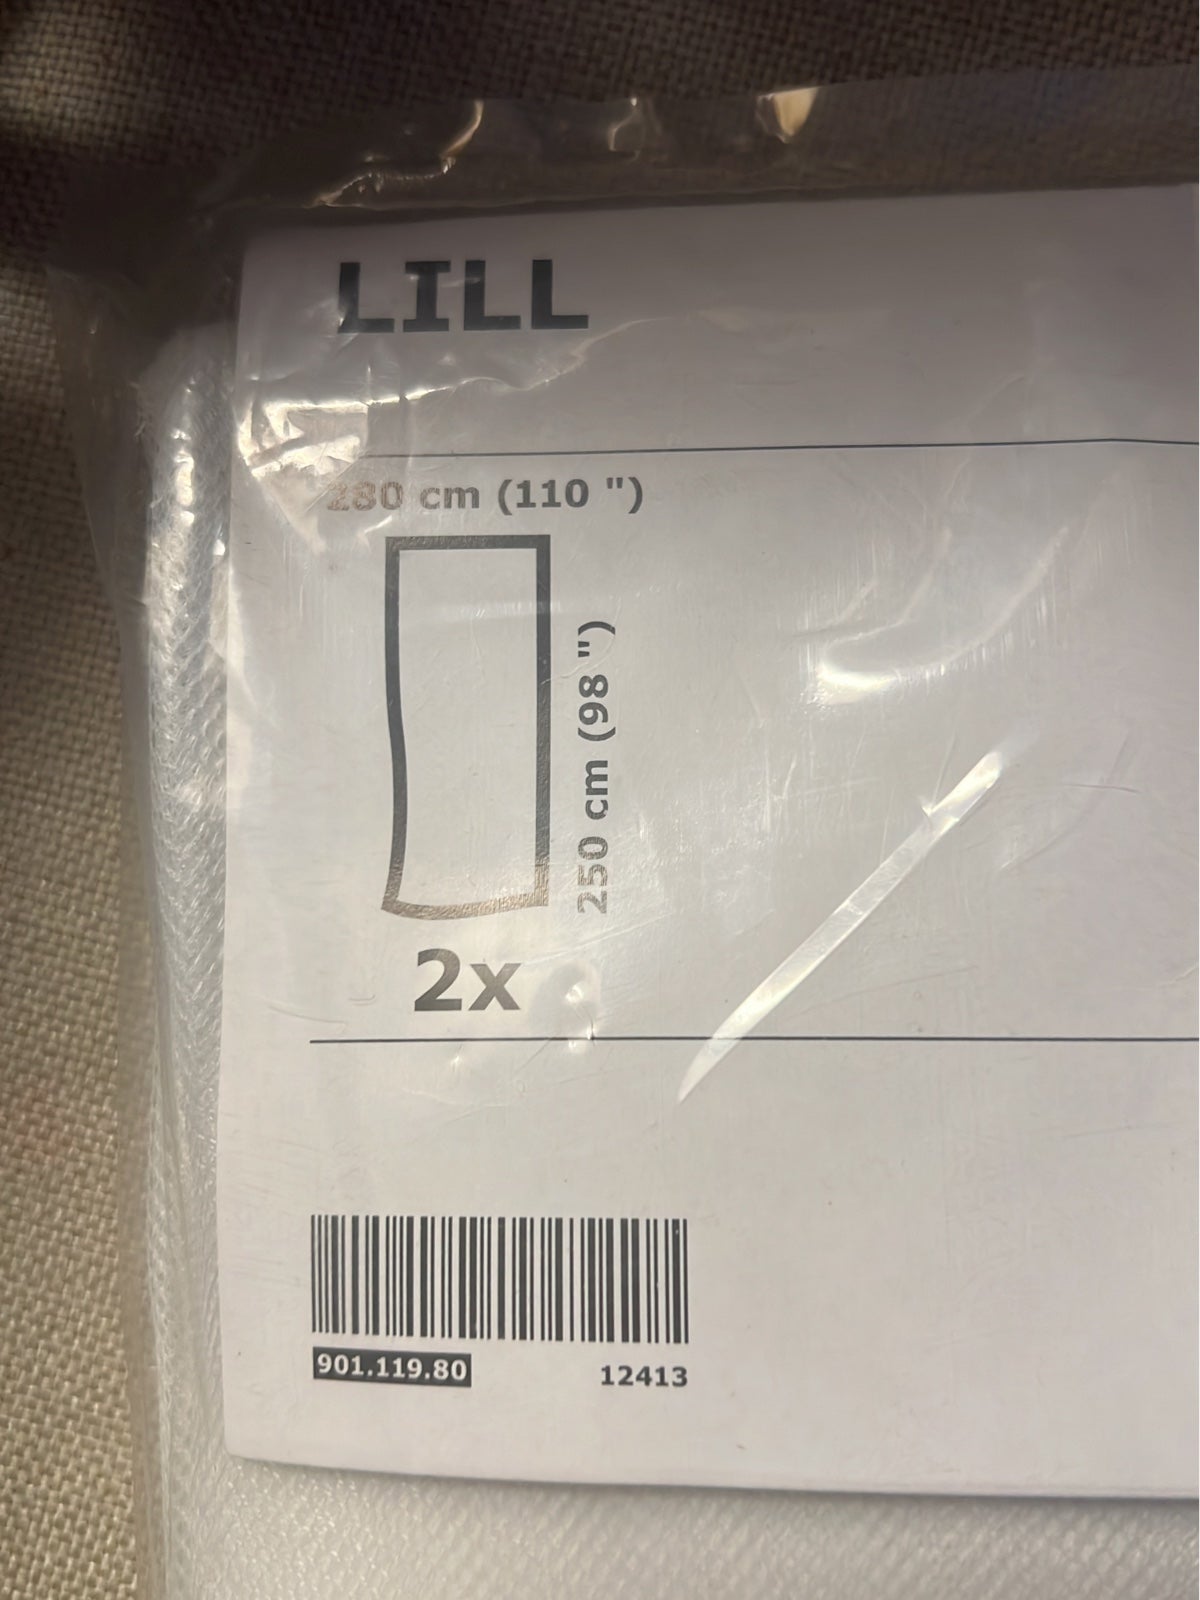 LILL
280 cm (110 ")
250 cm (98 ")
2x
901.119.80
12413